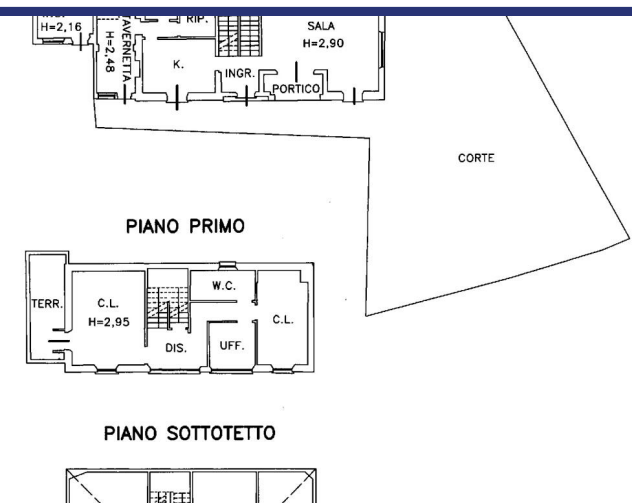 RIP.
SALA
H=2,90
H=2,16
TAVERNETTA
H=2,48
K.
INGR.
PORTICO
CORTE
PIANO PRIMO
W.C.
TERR.
C.L.
H=2,95
C.L.
DIS.
UFF.
PIANO SOTTOTETTO